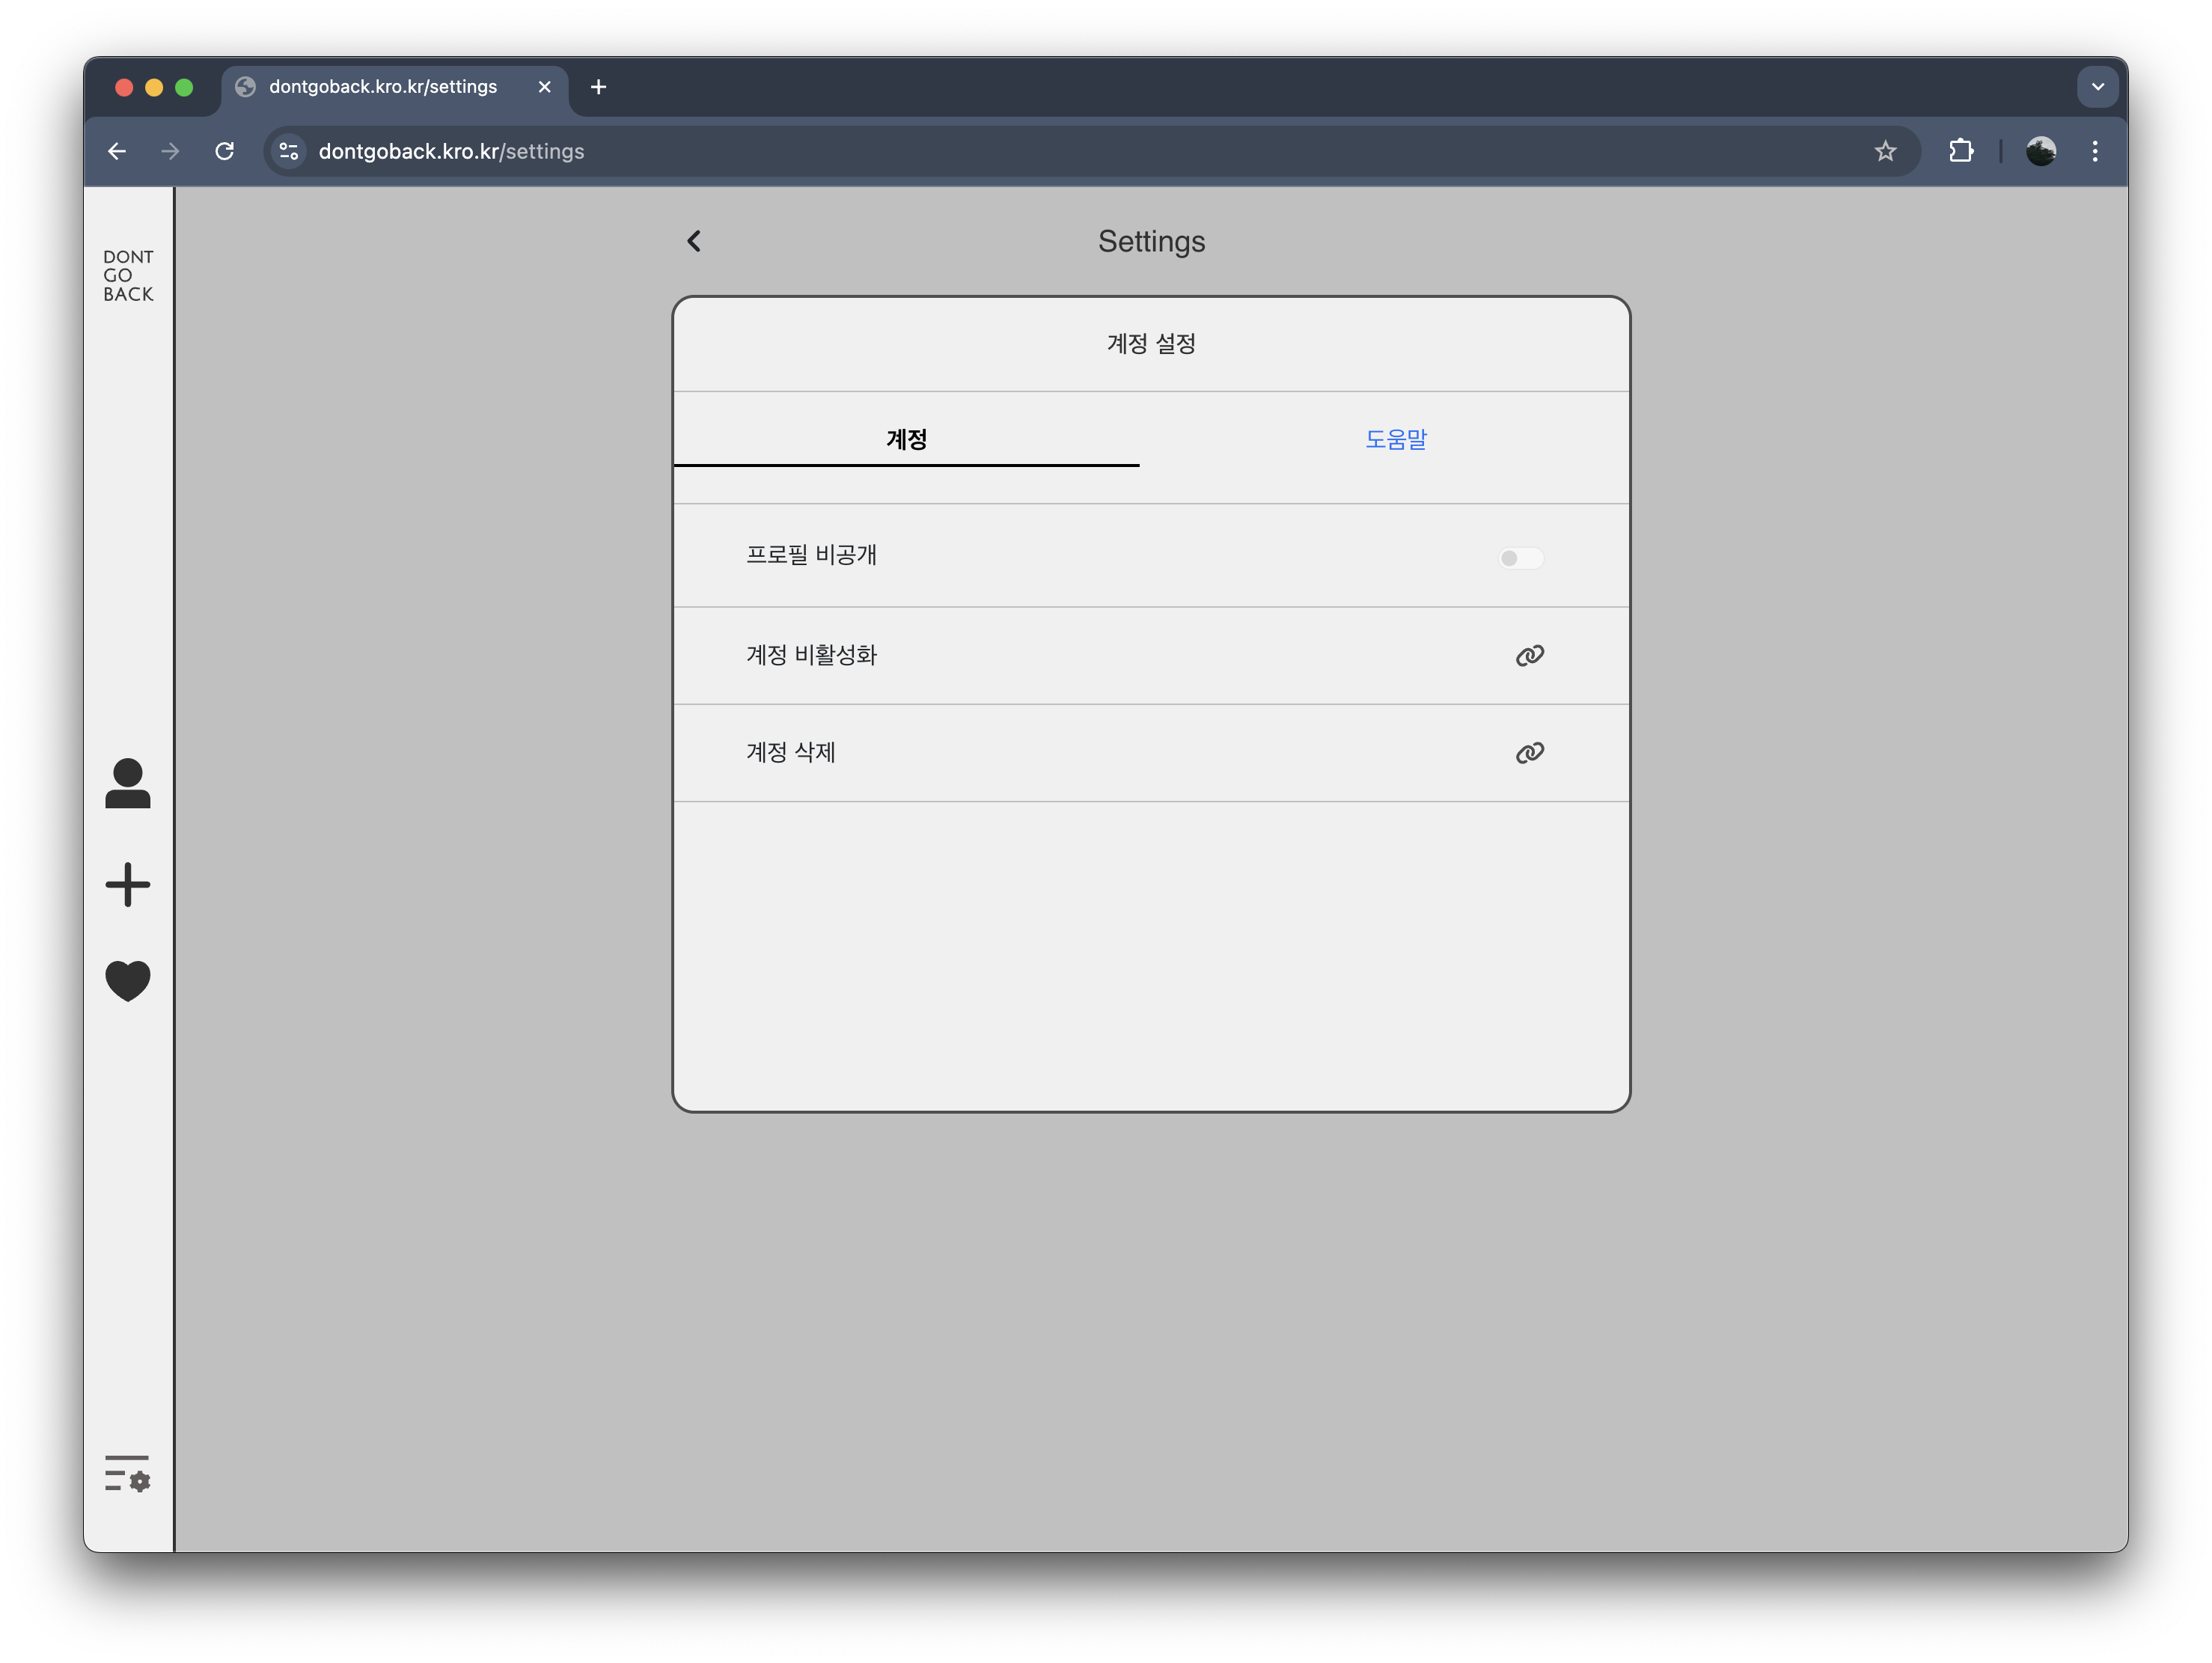 dontgoback.kro.kr/settings
dontgoback.kro.kr/settings
DONT
GO
BACK
Settings
계정 설정
계정 도움말
프로필 비공개
계정 비활성화
계정 삭제